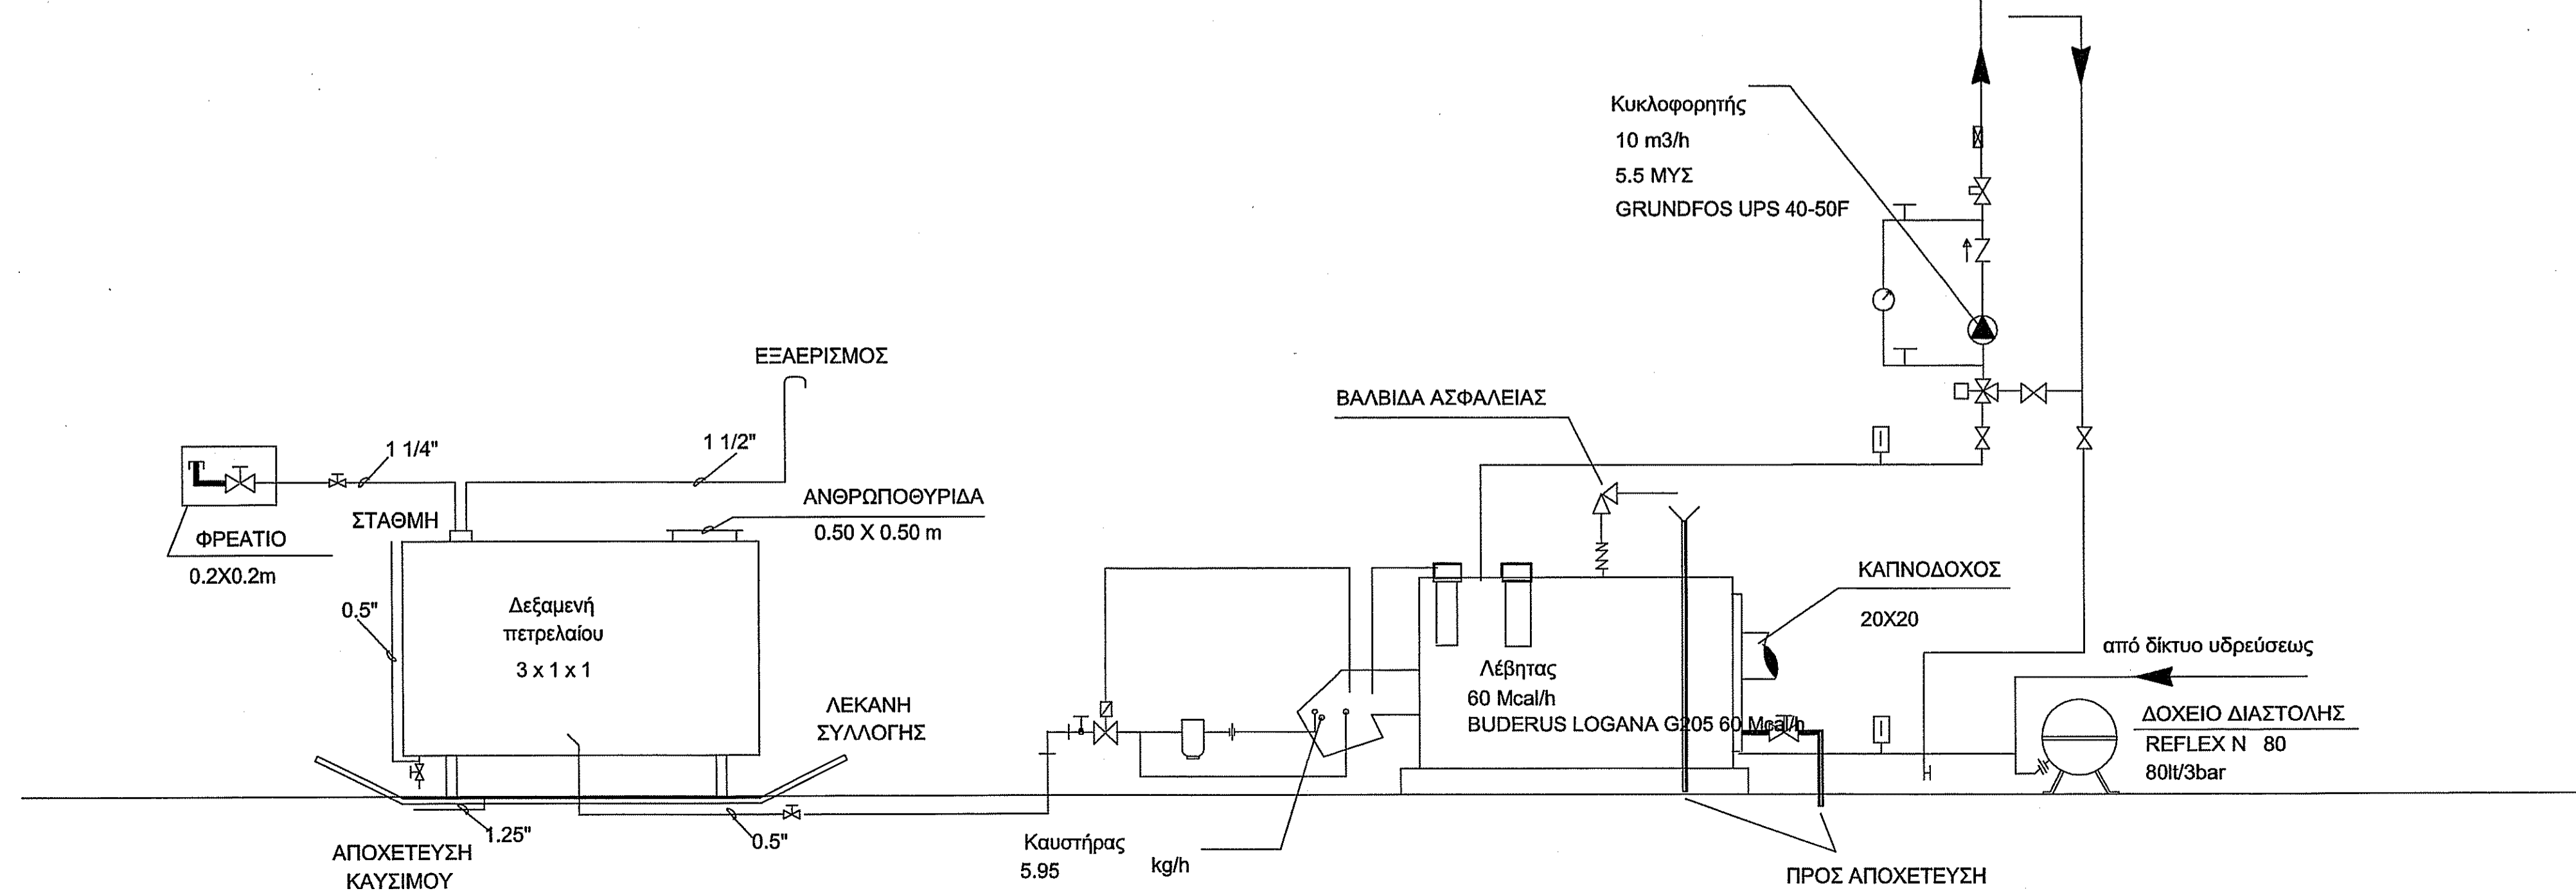 Κυκλοφορητής
10 m3/h
5.5 ΜΥΣ
GRUNDFOS UPS 40-50F
ΕΞΑΕΡΙΣΜΟΣ
ΒΑΛΒΙΔΑ ΑΣΦΑΛΕΙΑΣ
1 1/4"
1 1/2"
ΑΝΘΡΩΠΟΘΥΡΙΔΑ
0.50 X 0.50 m
ΣΤΑΘΜΗ
ΦΡΕΑΤΙΟ
0.2X0.2m
0.5"
Δεξαμενή
πετρελαίου
3 x 1 x 1
ΛΕΚΑΝΗ
ΣΥΛΛΟΓΗΣ
ΚΑΠΝΟΔΟΧΟΣ
20X20
Λέβητας
60 Mcal/h
BUDERUS LOGANA G205 60 Mcal/h
από δίκτυο υδρεύσεως
ΔΟΧΕΙΟ ΔΙΑΣΤΟΛΗΣ
REFLEX N 80
80lt/3bar
1.25"
0.5"
ΑΠΟΧΕΤΕΥΣΗ
ΚΑΥΣΙΜΟΥ
Καυστήρας
5.95 kg/h
ΠΡΟΣ ΑΠΟΧΕΤΕΥΣΗ